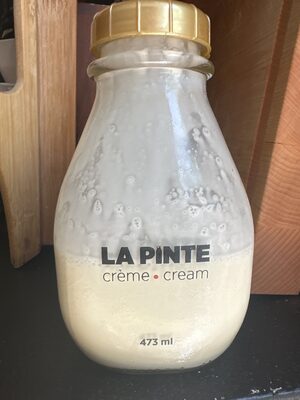 LA PINTE
crème • cream
473 ml